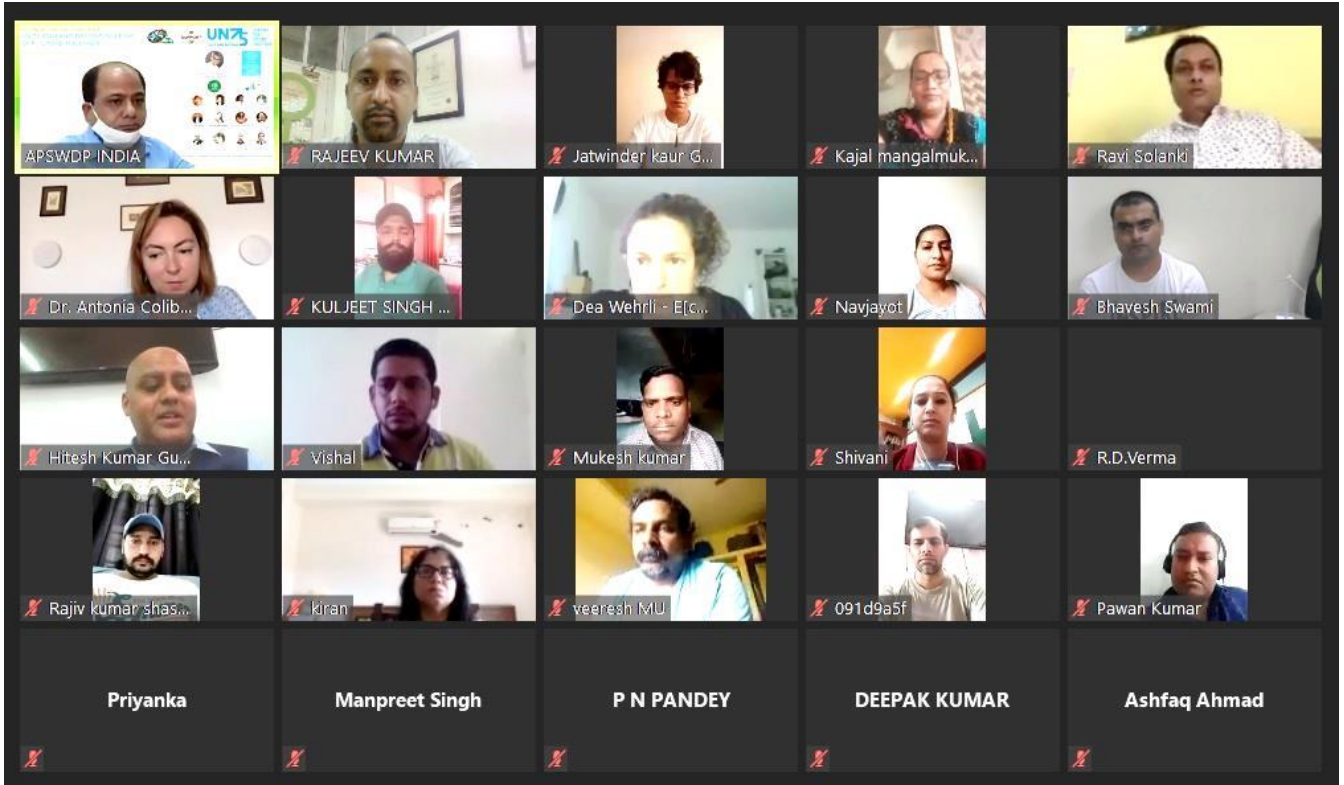 UN75
APSWDP INDIA
RAJEEV KUMAR
Jatwinder kaur G...
Kajal mangalmuk...
Ravi Solanki
Dr. Antonia Colib...
KULJEET SINGH ...
Dea Wehrli - E[c...
Navjayot
Bhavesh Swami
Hitesh Kumar Gu...
Vishal
Mukesh kumar
Shivani
R.D.Verma
Rajiv kumar shas...
kiran
veeresh MU
091d9a5f
Pawan Kumar
Priyanka
Manpreet Singh
P N PANDEY
DEEPAK KUMAR
Ashfaq Ahmad